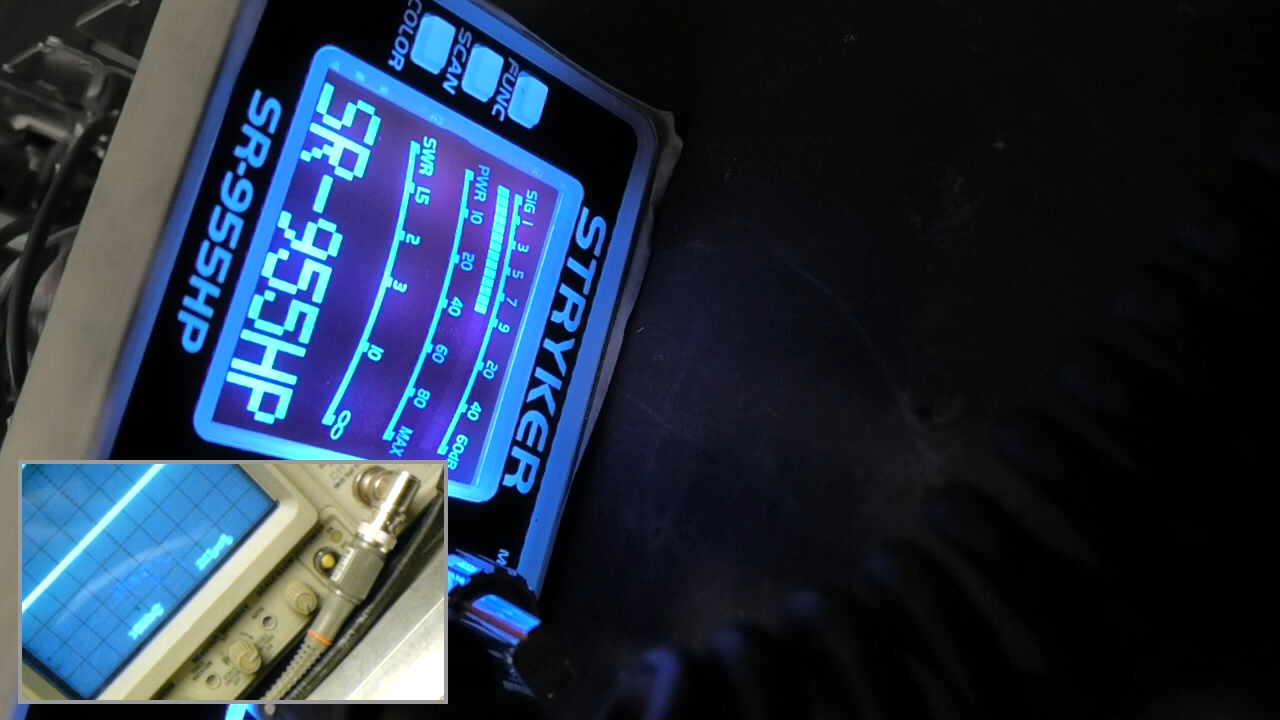 STRYKER
SIG 1 3 5 7 9 20 40 60dB
PWR 10 20 40 60 80 MAX
SWR 1.5 2 3 10 ∞
SR-955HP
SR-955HP
FUNC
SCAN
COLOR